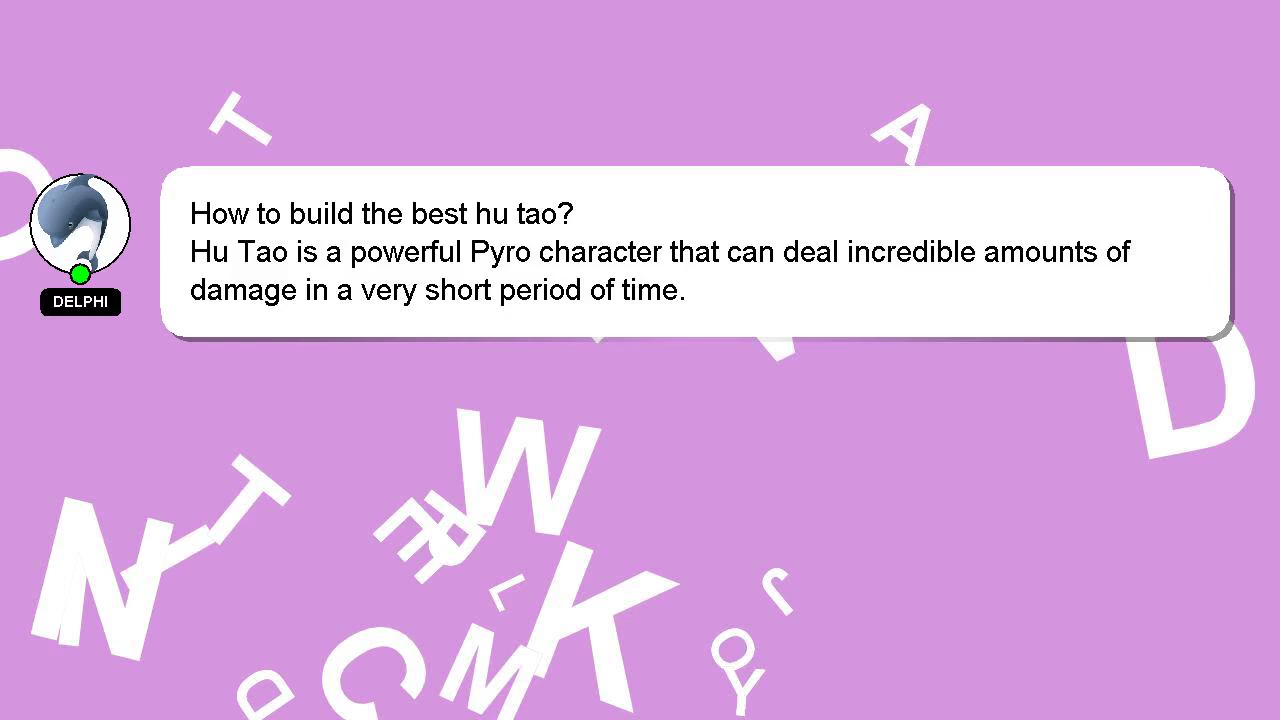 T
A
How to build the best hu tao?
Hu Tao is a powerful Pyro character that can deal incredible amounts of
damage in a very short period of time.
DELPHI
D
W
T
N
K
L
J
C
M
D
Y